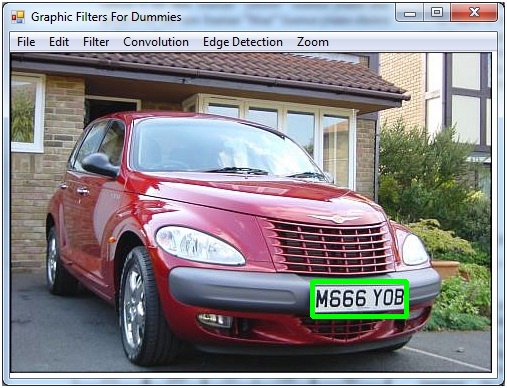 Graphic Filters For Dummies
File Edit Filter Convolution Edge Detection Zoom
M666 YOB